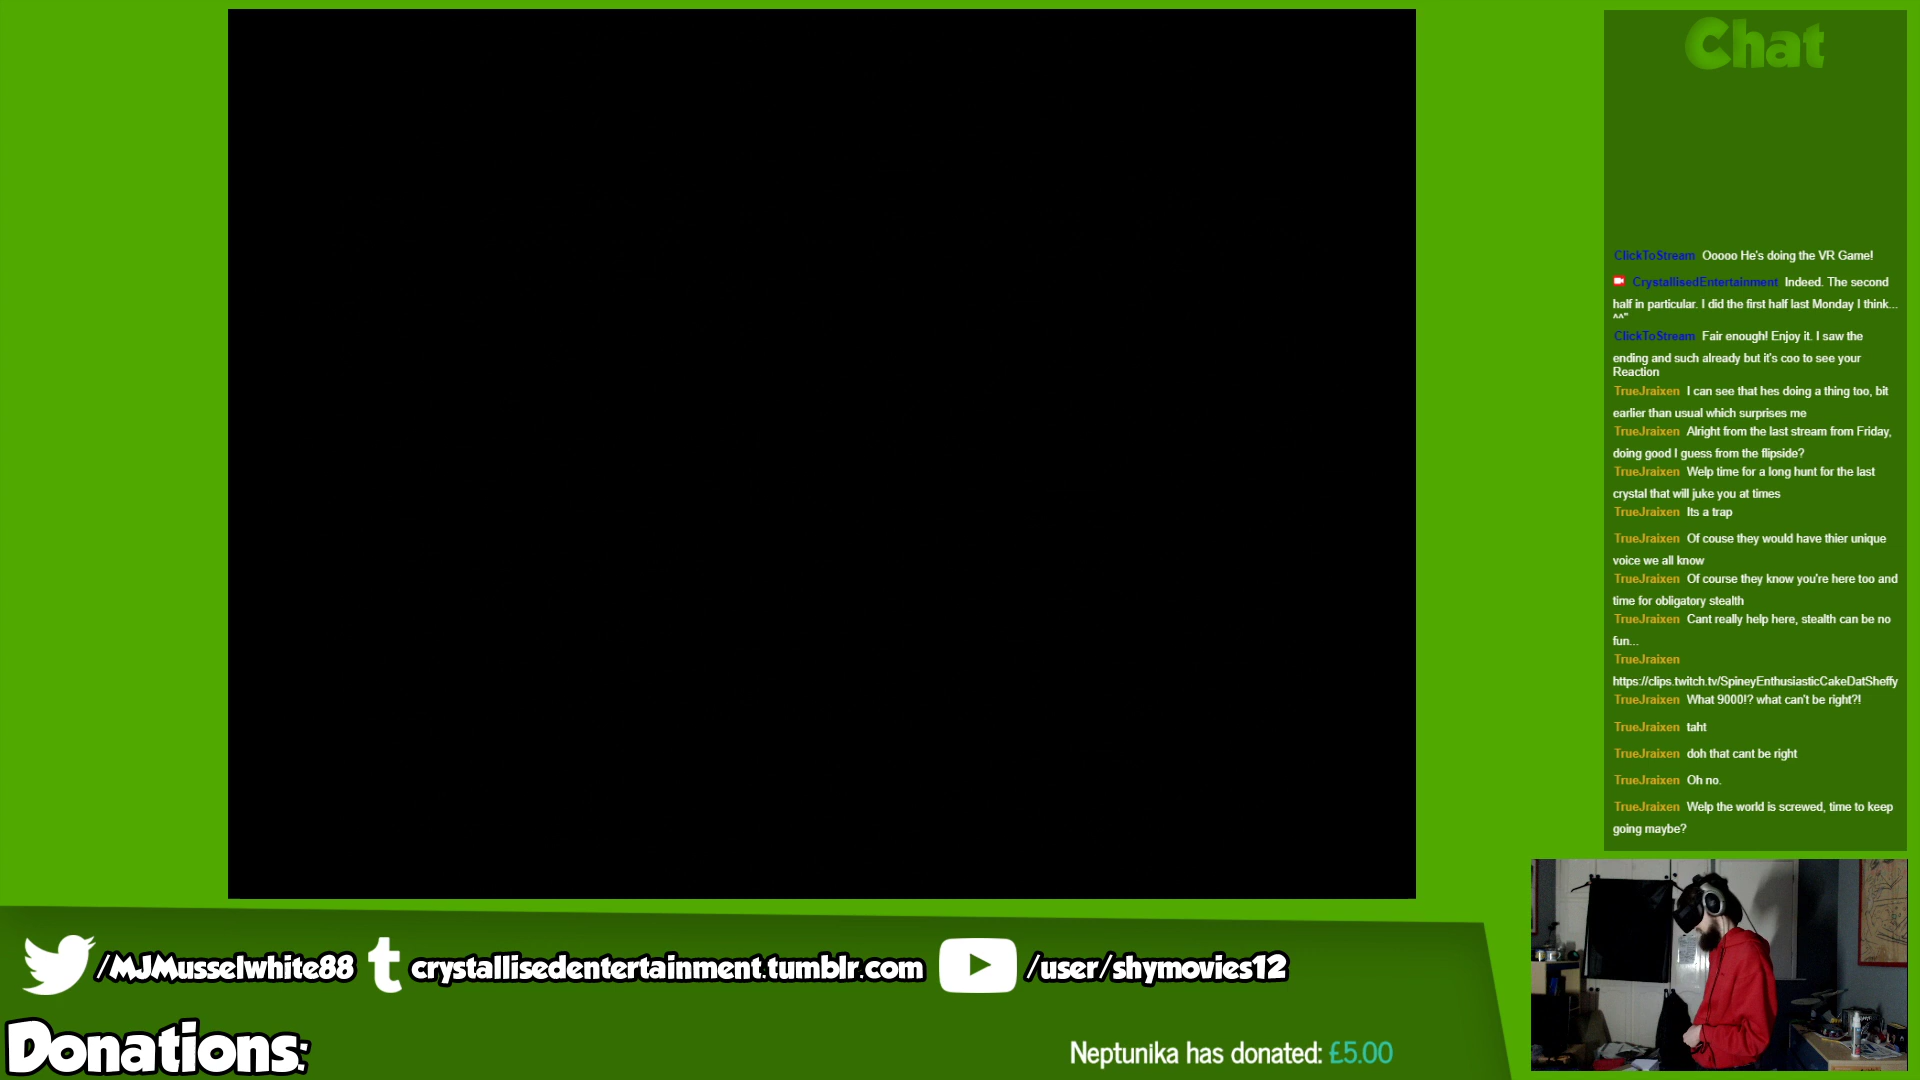 Chat
ClickToStream Ooooo He's doing the VR Game!
CrystallisedEntertainment Indeed. The second
half in particular. I did the first half last Monday I think...
^^"
ClickToStream Fair enough! Enjoy it. I saw the
ending and such already but it's coo to see your
Reaction
TrueJraixen I can see that hes doing a thing too, bit
earlier than usual which surprises me
TrueJraixen Alright from the last stream from Friday,
doing good I guess from the flipside?
TrueJraixen Welp time for a long hunt for the last
crystal that will juke you at times
TrueJraixen Its a trap
TrueJraixen Of couse they would have thier unique
voice we all know
TrueJraixen Of course they know you're here too and
time for obligatory stealth
TrueJraixen Cant really help here, stealth can be no
fun...
TrueJraixen
https://clips.twitch.tv/SpineyEnthusiasticCakeDatSheffy
TrueJraixen What 9000!? what can't be right?!
TrueJraixen taht
TrueJraixen doh that cant be right
TrueJraixen Oh no.
TrueJraixen Welp the world is screwed, time to keep
going maybe?
/MJMusselwhite88 crystallisedentertainment.tumblr.com /user/shymovies12
Donations:
Neptunika has donated: £5.00